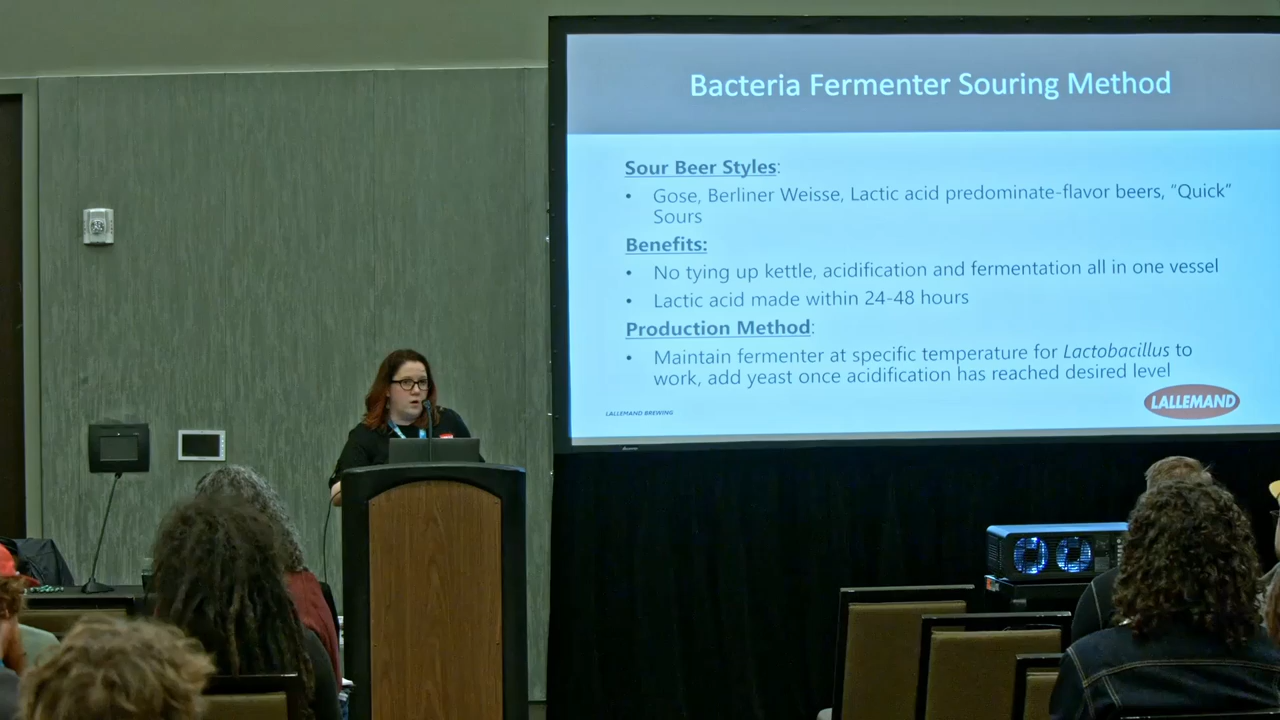 Bacteria Fermenter Souring Method
Sour Beer Styles:
• Gose, Berliner Weisse, Lactic acid predominate-flavor beers, “Quick”
Sours
Benefits:
• No tying up kettle, acidification and fermentation all in one vessel
• Lactic acid made within 24-48 hours
Production Method:
• Maintain fermenter at specific temperature for Lactobacillus to
work, add yeast once acidification has reached desired level
LALLEMAND BREWING
LALLEMAND